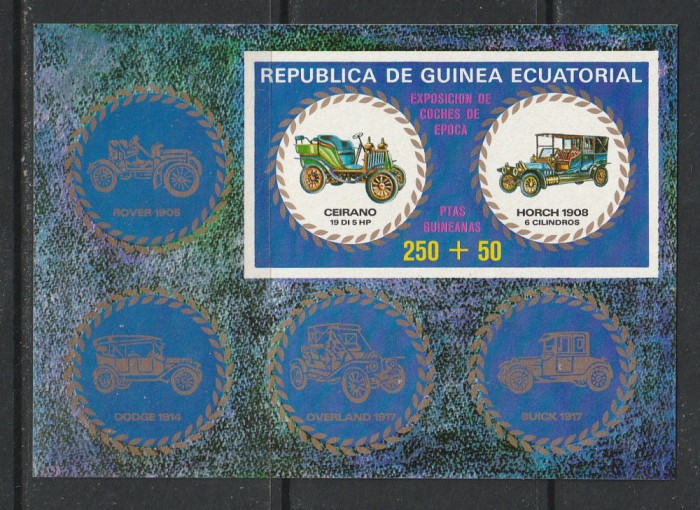 REPUBLICA DE GUINEA ECUATORIAL
EXPOSICION DE
COCHES DE
EPOCA
CEIRANO
19 DI 5 HP
HORCH 1908
6 CILINDROS
PTAS
GUINEANAS
250 + 50
ROVER 1905
DODGE 1914
OVERLAND 1917
BUICK 1917